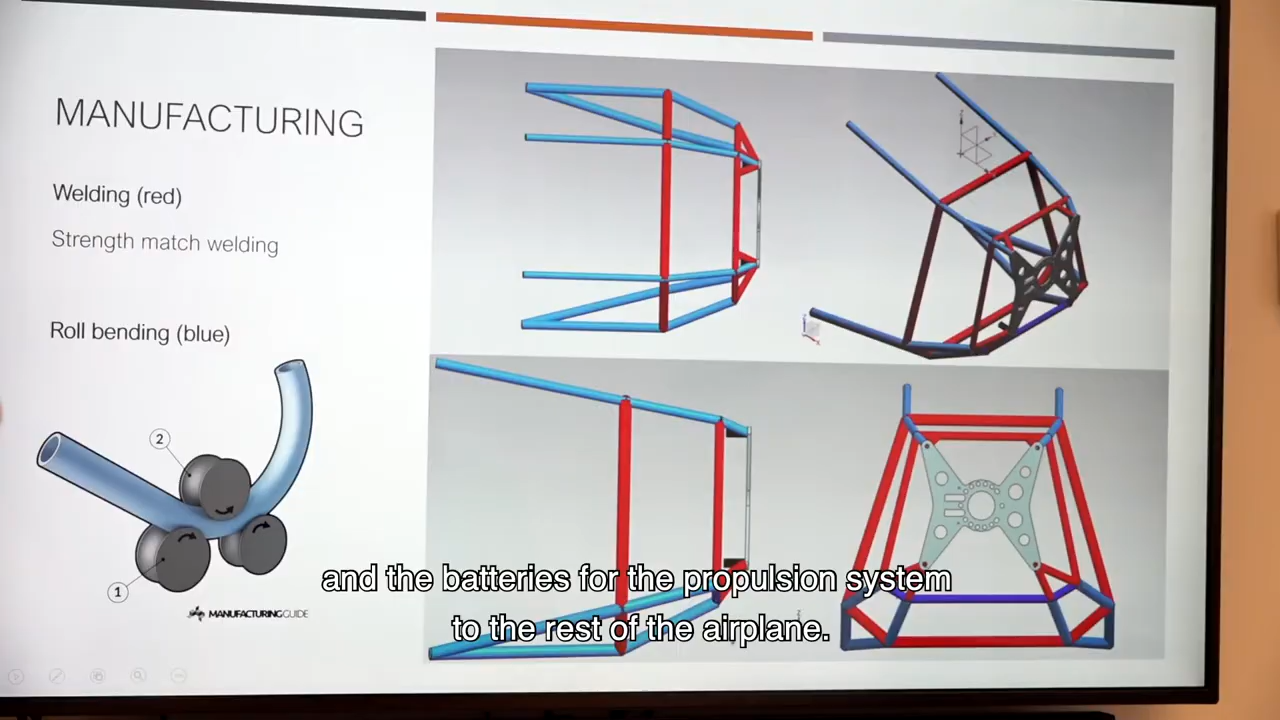 MANUFACTURING
Welding (red)
Strength match welding
Roll bending (blue)
2
1
MANUFACTURINGGUIDE
and the batteries for the propulsion system
to the rest of the airplane.